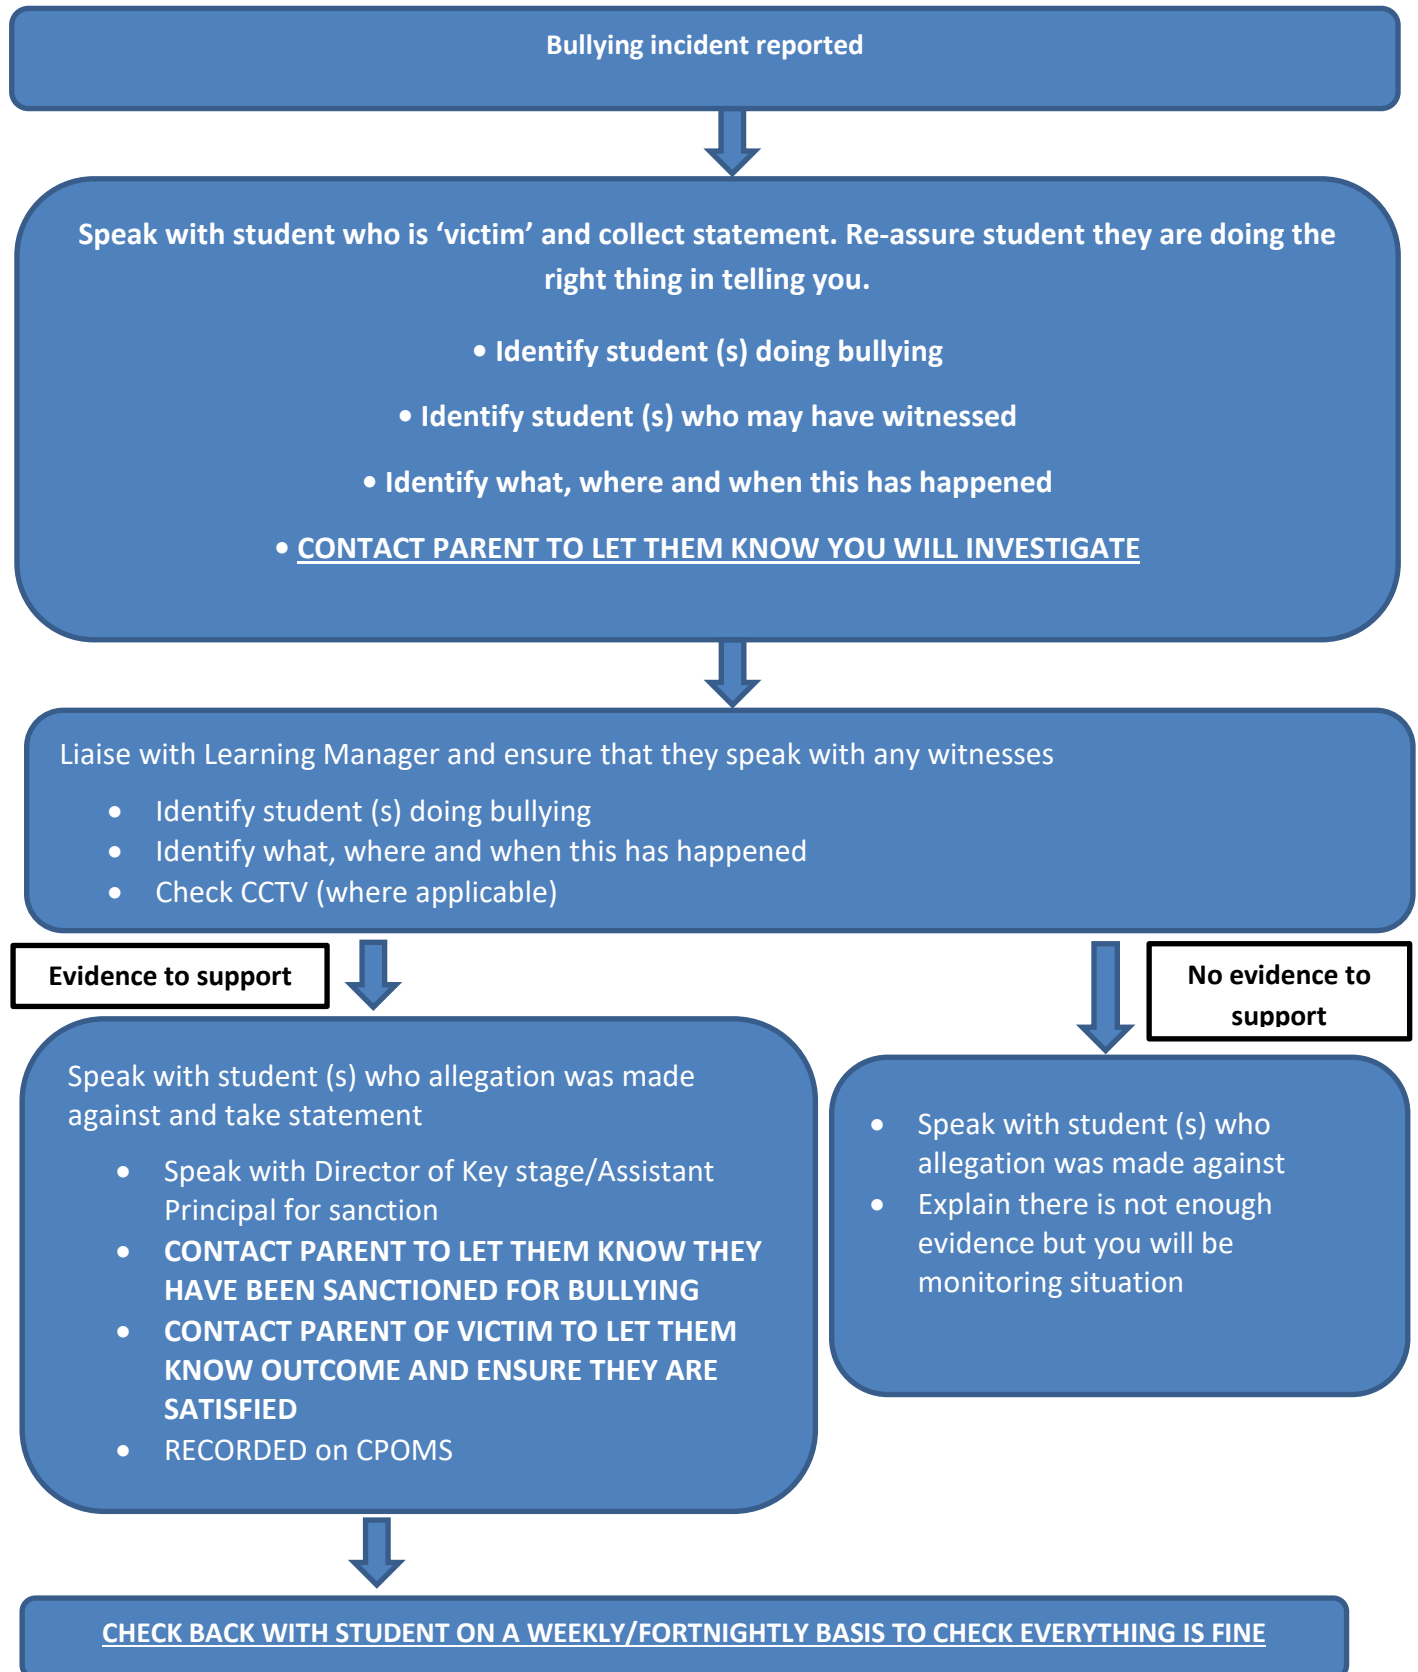 Bullying incident reported
Speak with student who is ‘victim’ and collect statement. Re-assure student they are doing the
right thing in telling you.
• Identify student (s) doing bullying
• Identify student (s) who may have witnessed
• Identify what, where and when this has happened
• CONTACT PARENT TO LET THEM KNOW YOU WILL INVESTIGATE
Liaise with Learning Manager and ensure that they speak with any witnesses
• Identify student (s) doing bullying
• Identify what, where and when this has happened
• Check CCTV (where applicable)
Evidence to support
Speak with student (s) who allegation was made
against and take statement
• Speak with Director of Key stage/Assistant
Principal for sanction
• CONTACT PARENT TO LET THEM KNOW THEY
HAVE BEEN SANCTIONED FOR BULLYING
• CONTACT PARENT OF VICTIM TO LET THEM
KNOW OUTCOME AND ENSURE THEY ARE
SATISFIED
• RECORDED on CPOMS
No evidence to
support
• Speak with student (s) who
allegation was made against
• Explain there is not enough
evidence but you will be
monitoring situation
CHECK BACK WITH STUDENT ON A WEEKLY/FORTNIGHTLY BASIS TO CHECK EVERYTHING IS FINE